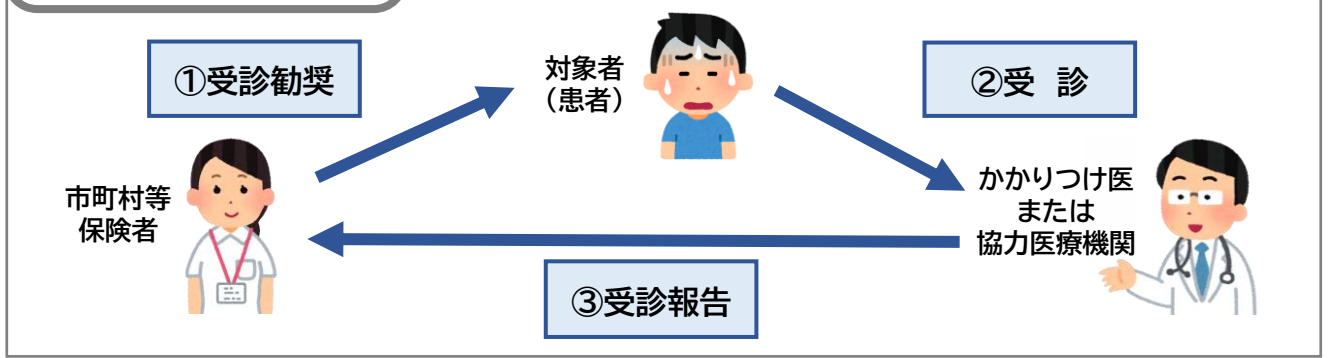 ①受診勧奨
対象者
（患者）
②受　診
市町村等
保険者
かかりつけ医
または
協力医療機関
③受診報告